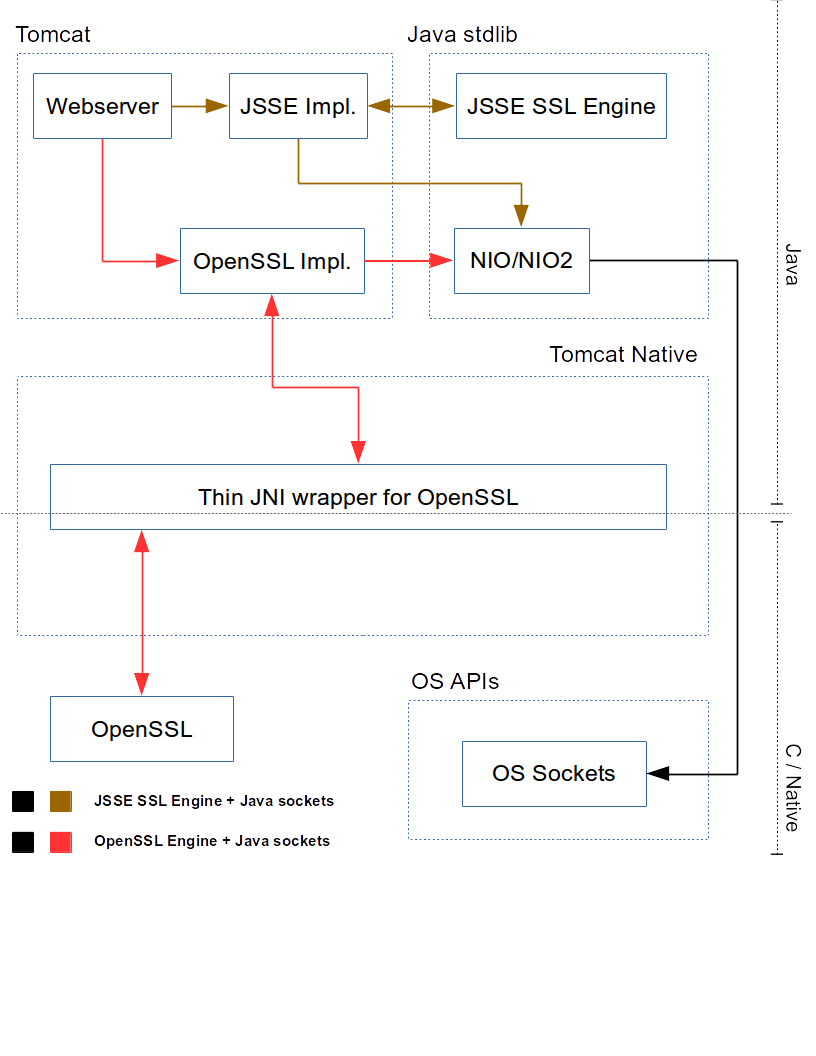 Tomcat
Java stdlib
Webserver
JSSE Impl.
JSSE SSL Engine
OpenSSL Impl.
NIO/NIO2
Java
Tomcat Native
Thin JNI wrapper for OpenSSL
OS APIs
OpenSSL
OS Sockets
C / Native
JSSE SSL Engine + Java sockets
OpenSSL Engine + Java sockets